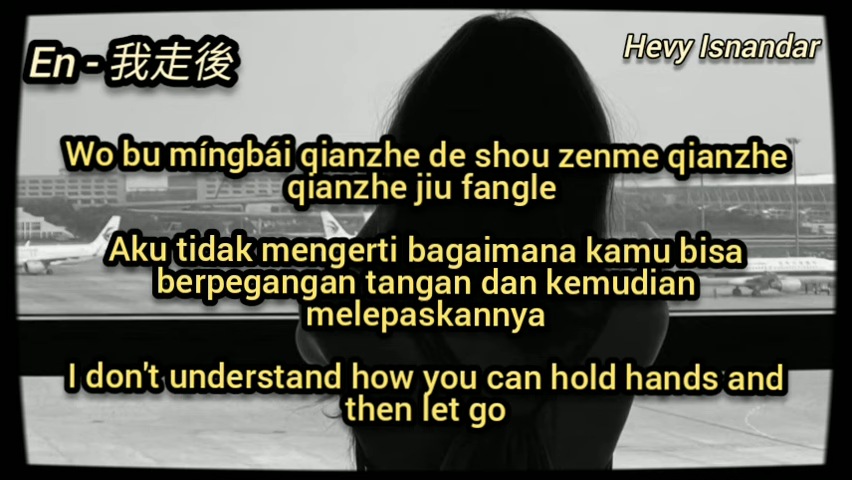 En - 我走後
Hevy Isnandar
Wo bu míngbái qianzhe de shou zenme qianzhe
qianzhe jiu fangle
Aku tidak mengerti bagaimana kamu bisa
berpegangan tangan dan kemudian
melepaskannya
I don't understand how you can hold hands and
then let go